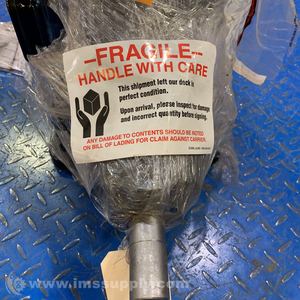 –FRAGILE–
HANDLE WITH CARE
This shipment left our dock in
perfect condition.
Upon arrival, please inspect for damage
and incorrect quantity before signing.
ANY DAMAGE TO CONTENTS SHOULD BE NOTED
ON BILL OF LADING FOR CLAIM AGAINST CARRIER.
www.imssupply.com